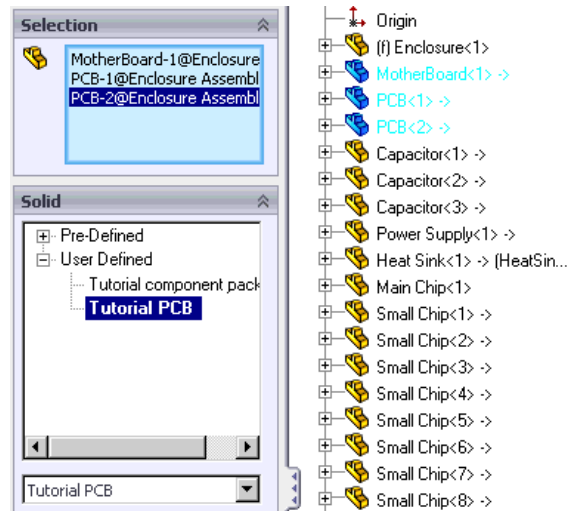 Selection
MotherBoard-1@Enclosure
PCB-1@Enclosure Assembl
PCB-2@Enclosure Assembl
Solid
Pre-Defined
User Defined
Tutorial component pack
Tutorial PCB
Tutorial PCB
Origin
(f) Enclosure<1>
MotherBoard<1> ->
PCB<1> ->
PCB<2> ->
Capacitor<1> ->
Capacitor<2> ->
Capacitor<3> ->
Power Supply<1> ->
Heat Sink<1> -> (HeatSin...
Main Chip<1>
Small Chip<1> ->
Small Chip<2> ->
Small Chip<3> ->
Small Chip<4> ->
Small Chip<5> ->
Small Chip<6> ->
Small Chip<7> ->
Small Chip<8> ->